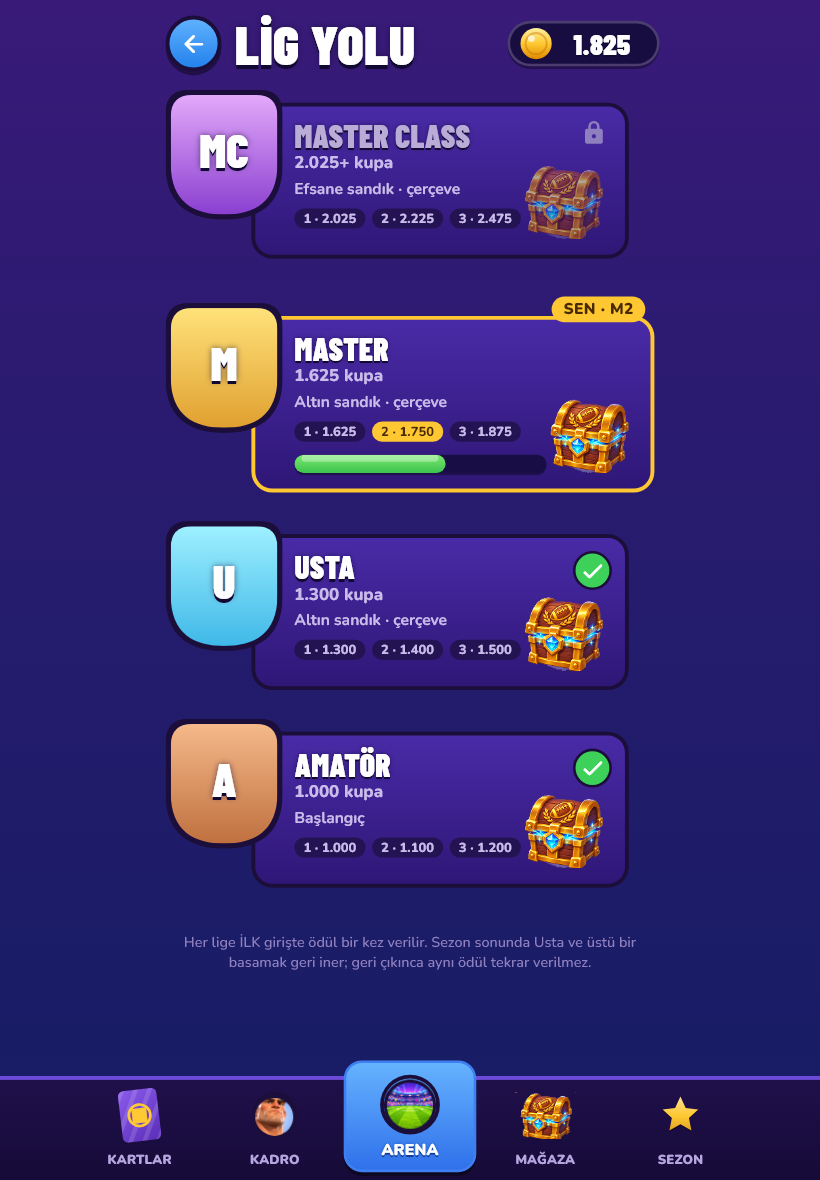 LİG YOLU
1.825
MC
MASTER CLASS
2.025+ kupa
Efsane sandık · çerçeve
1 · 2.025 2 · 2.225 3 · 2.475
SEN · M2
M
MASTER
1.625 kupa
Altın sandık · çerçeve
1 · 1.625 2 · 1.750 3 · 1.875
U
USTA
1.300 kupa
Altın sandık · çerçeve
1 · 1.300 2 · 1.400 3 · 1.500
A
AMATÖR
1.000 kupa
Başlangıç
1 · 1.000 2 · 1.100 3 · 1.200
Her lige İLK girişte ödül bir kez verilir. Sezon sonunda Usta ve üstü bir
basamak geri iner; geri çıkınca aynı ödül tekrar verilmez.
KARTLAR KADRO ARENA MAĞAZA SEZON